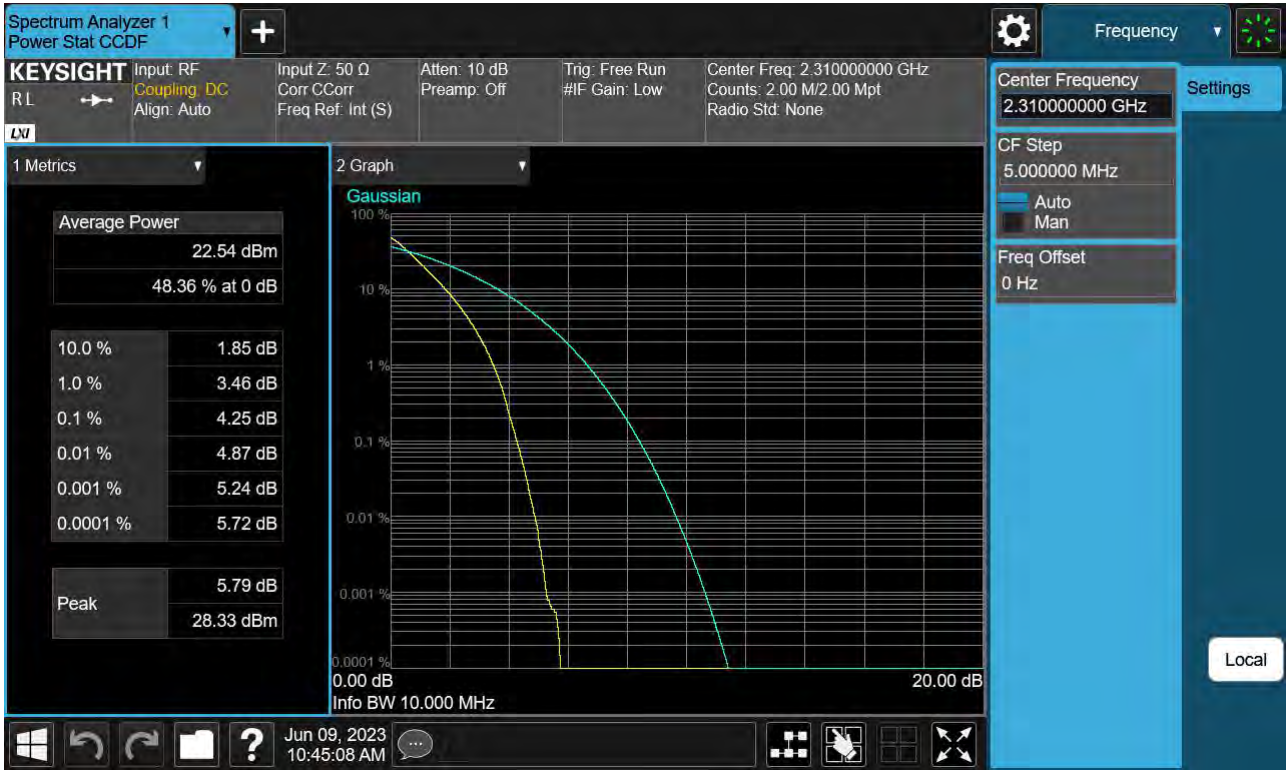 Spectrum Analyzer 1
Power Stat CCDF
Frequency
KEYSIGHT
RL
LXI
Input: RF
Coupling: DC
Align: Auto
Input Z: 50 Ω
Corr CCorr
Freq Ref: Int (S)
Atten: 10 dB
Preamp: Off
Trig: Free Run
#IF Gain: Low
Center Freq: 2.310000000 GHz
Counts: 2.00 M/2.00 Mpt
Radio Std: None
1 Metrics
Average Power
22.54 dBm
48.36 % at 0 dB
10.0 % 1.85 dB
1.0 % 3.46 dB
0.1 % 4.25 dB
0.01 % 4.87 dB
0.001 % 5.24 dB
0.0001 % 5.72 dB
Peak
5.79 dB
28.33 dBm
2 Graph
Gaussian
100 %
10 %
1 %
0.1 %
0.01 %
0.001 %
0.0001 %
0.00 dB 20.00 dB
Info BW 10.000 MHz
Center Frequency
2.310000000 GHz
CF Step
5.000000 MHz
Auto
Man
Freq Offset
0 Hz
Settings
Local
?
Jun 09, 2023
10:45:08 AM